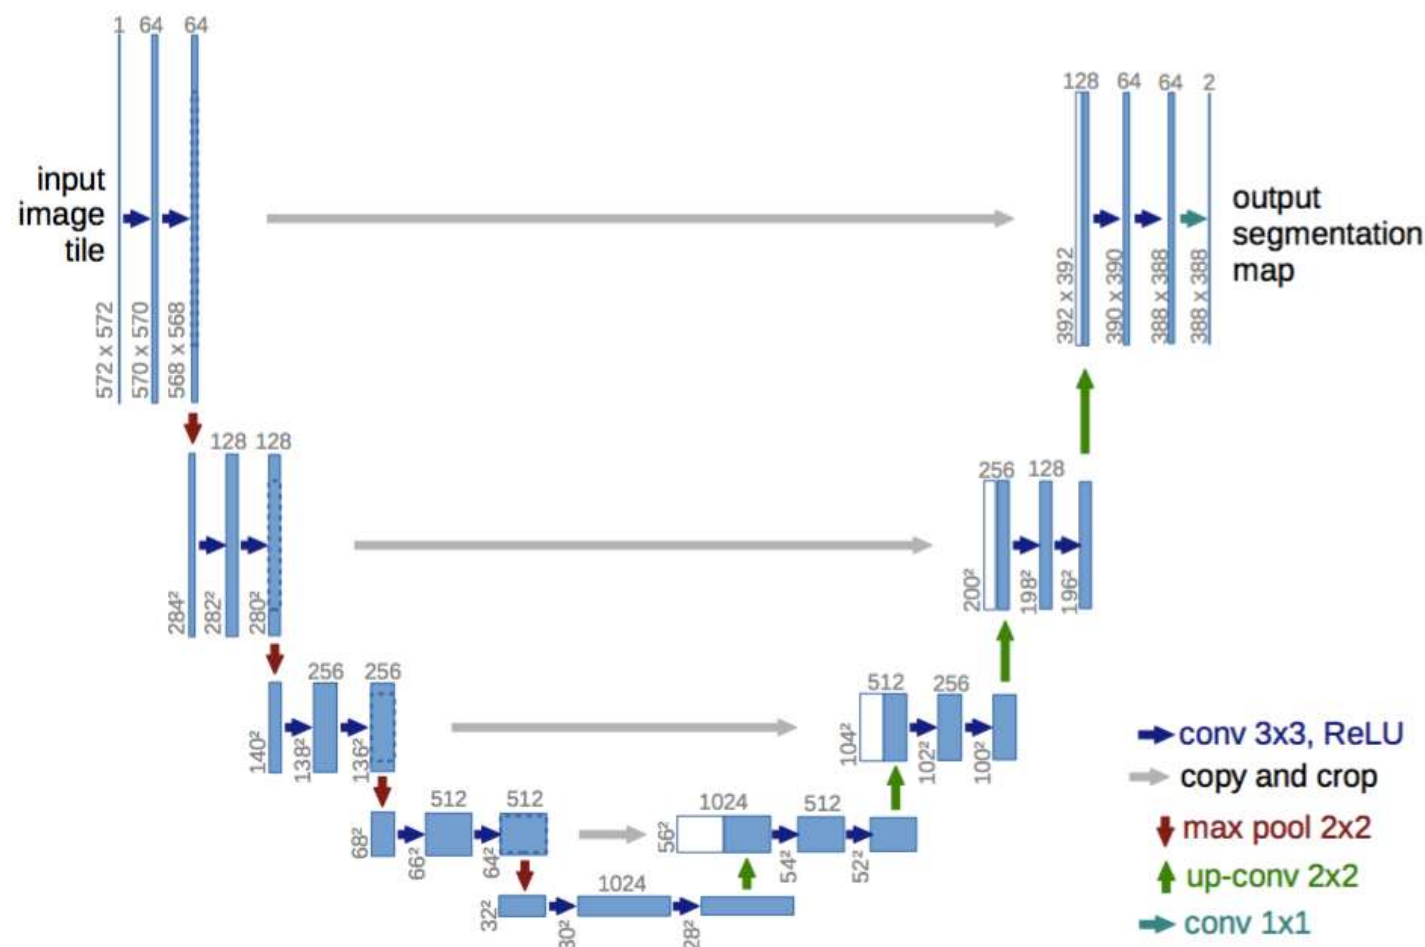 1 64 64
input
image
tile
572 x 572
570 x 570
568 x 568
128 64 64 2
392 x 392
390 x 390
388 x 388
388 x 388
output
segmentation
map
128 128
284²
282²
280²
256 128
200²
198²
196²
256 256
140²
138²
136²
512 256
104²
102²
100²
512 512
68²
66²
64²
1024 512
56²
54²
52²
1024
32²
30²
28²
conv 3x3, ReLU
copy and crop
max pool 2x2
up-conv 2x2
conv 1x1